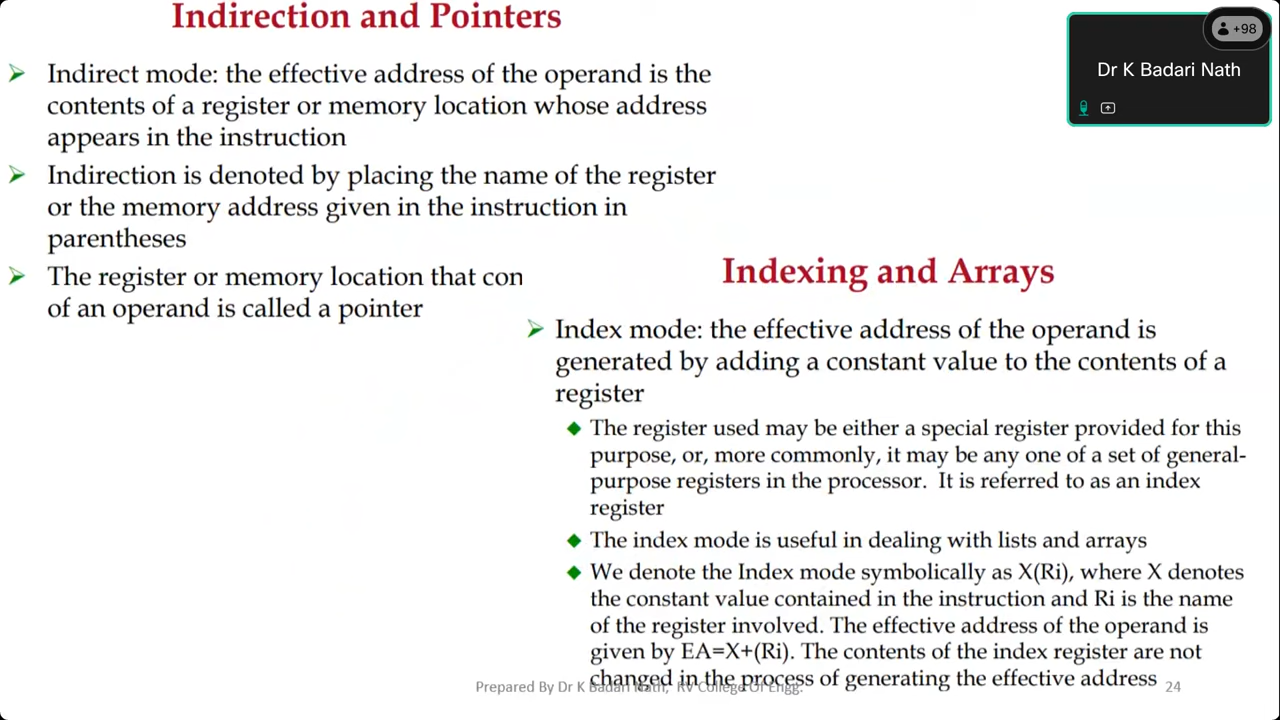 Indirection and Pointers
Indirect mode: the effective address of the operand is the
contents of a register or memory location whose address
appears in the instruction
Indirection is denoted by placing the name of the register
or the memory address given in the instruction in
parentheses
The register or memory location that con
of an operand is called a pointer
+98
Dr K Badari Nath
Indexing and Arrays
Index mode: the effective address of the operand is
generated by adding a constant value to the contents of a
register
The register used may be either a special register provided for this
purpose, or, more commonly, it may be any one of a set of general-
purpose registers in the processor. It is referred to as an index
register
The index mode is useful in dealing with lists and arrays
We denote the Index mode symbolically as X(Ri), where X denotes
the constant value contained in the instruction and Ri is the name
of the register involved. The effective address of the operand is
given by EA=X+(Ri). The contents of the index register are not
changed in the process of generating the effective address
Prepared By Dr K Badari Nath, RV College Of Engg.
24